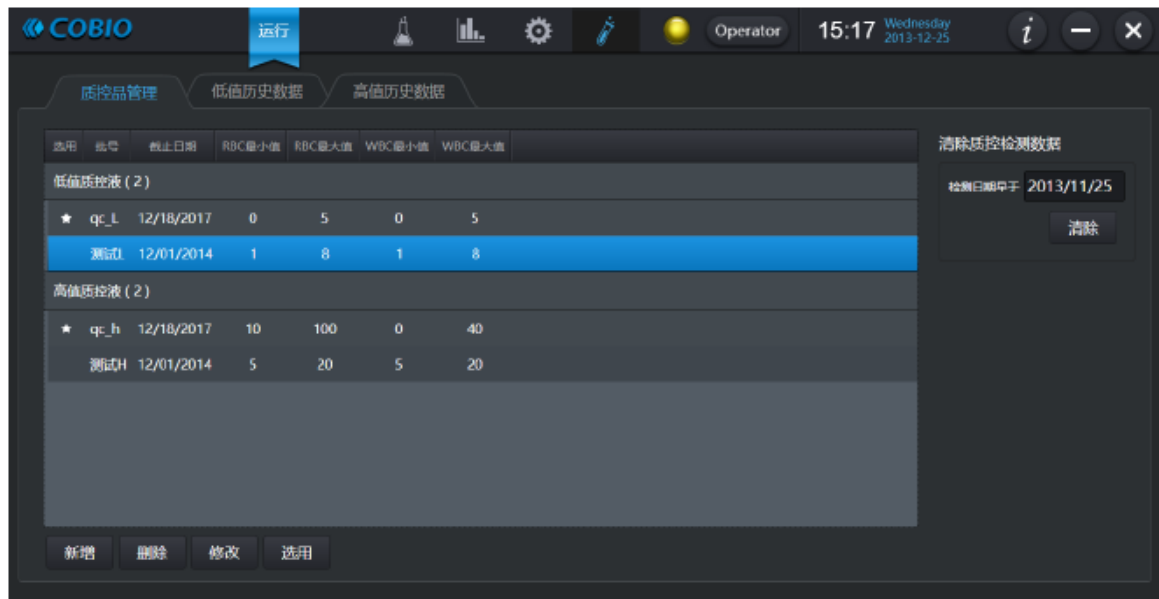 COBIO 运行 Operator 15:17 Wednesday
2013-12-25
质控品管理 低值历史数据 高值历史数据
选用 批号 截止日期 RBC最小值 RBC最大值 WBC最小值 WBC最大值
低值质控液 ( 2 )
★ qc_L 12/18/2017 0 5 0 5
测试L 12/01/2014 1 8 1 8
高值质控液 ( 2 )
★ qc_h 12/18/2017 10 100 0 40
测试H 12/01/2014 5 20 5 20
新增 删除 修改 选用
清除质控检测数据
检测日期早于 2013/11/25
清除